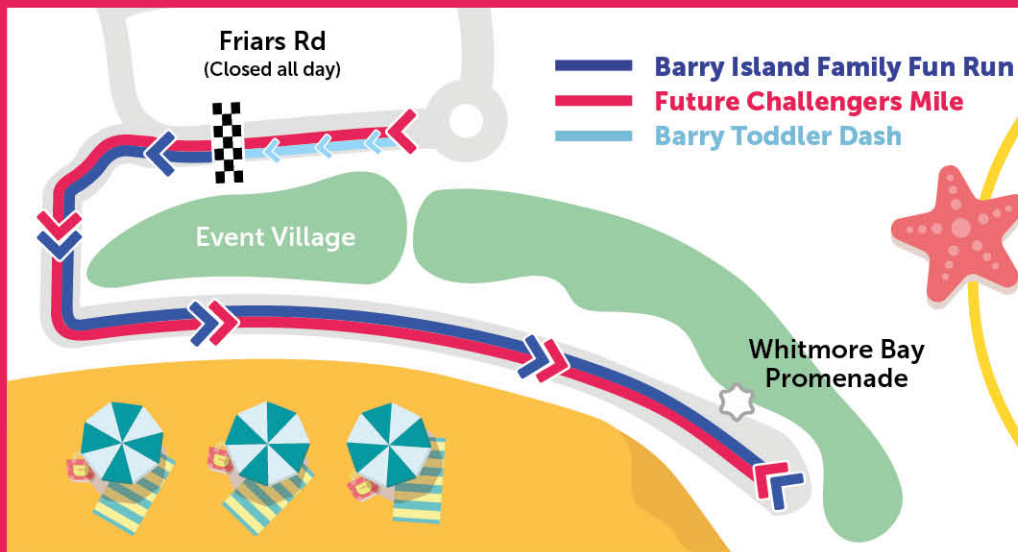 Friars Rd
(Closed all day)
Barry Island Family Fun Run
Future Challengers Mile
Barry Toddler Dash
Event Village
Whitmore Bay
Promenade